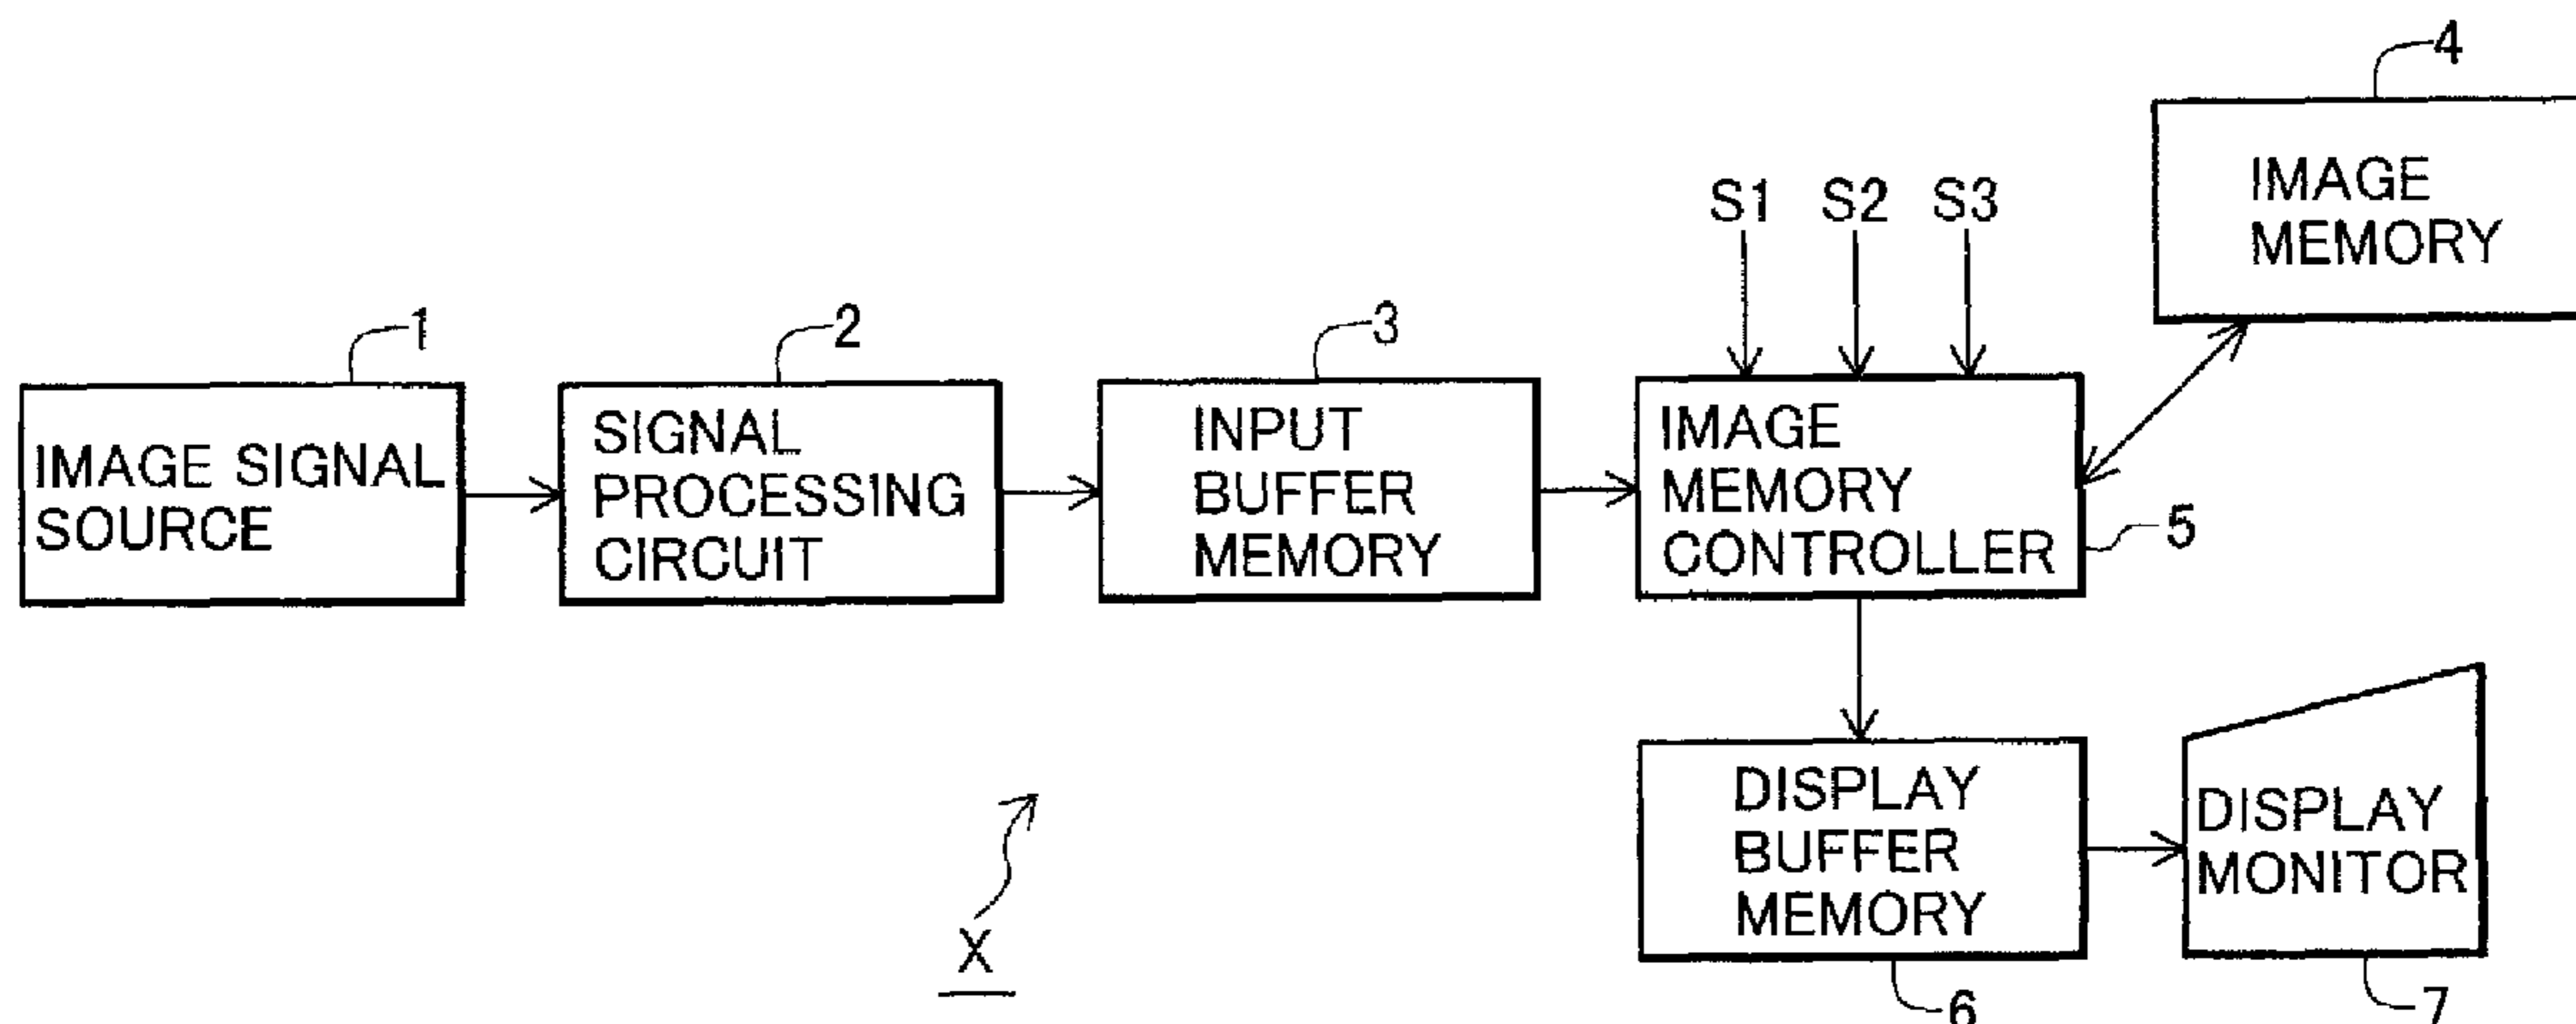 4
IMAGE
MEMORY
S1 S2 S3
1
2
3
IMAGE SIGNAL
SOURCE
SIGNAL
PROCESSING
CIRCUIT
INPUT
BUFFER
MEMORY
IMAGE
MEMORY
CONTROLLER
5
DISPLAY
BUFFER
MEMORY
DISPLAY
MONITOR
X
6
7